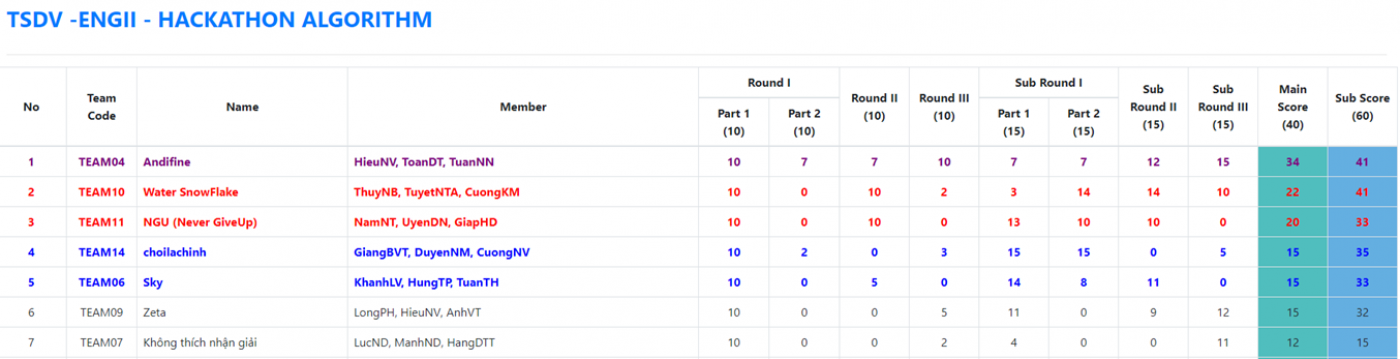 TSDV -ENGII - HACKATHON ALGORITHM
No Team Code Name Member Round I Round II (10) Round III (10) Sub Round I Sub Round II (15) Sub Round III (15) Main Score (40) Sub Score (60)
Part 1 (10) Part 2 (10) Part 1 (15) Part 2 (15)
1 TEAM04 Andifine HieuNV, ToanDT, TuanNN 10 7 7 10 7 7 12 15 34 41
2 TEAM10 Water SnowFlake ThuyNB, TuyetNTA, CuongKM 10 0 10 2 3 14 14 10 22 41
3 TEAM11 NGU (Never GiveUp) NamNT, UyenDN, GiapHD 10 0 10 0 13 10 10 0 20 33
4 TEAM14 choilachinh GiangBVT, DuyenNM, CuongNV 10 2 0 3 15 15 0 5 15 35
5 TEAM06 Sky KhanhLV, HungTP, TuanTH 10 0 5 0 14 8 11 0 15 33
6 TEAM09 Zeta LongPH, HieuNV, AnhVT 10 0 0 5 11 0 9 12 15 32
7 TEAM07 Không thích nhận giải LucND, ManhND, HangDTT 10 0 0 2 4 0 0 11 12 15